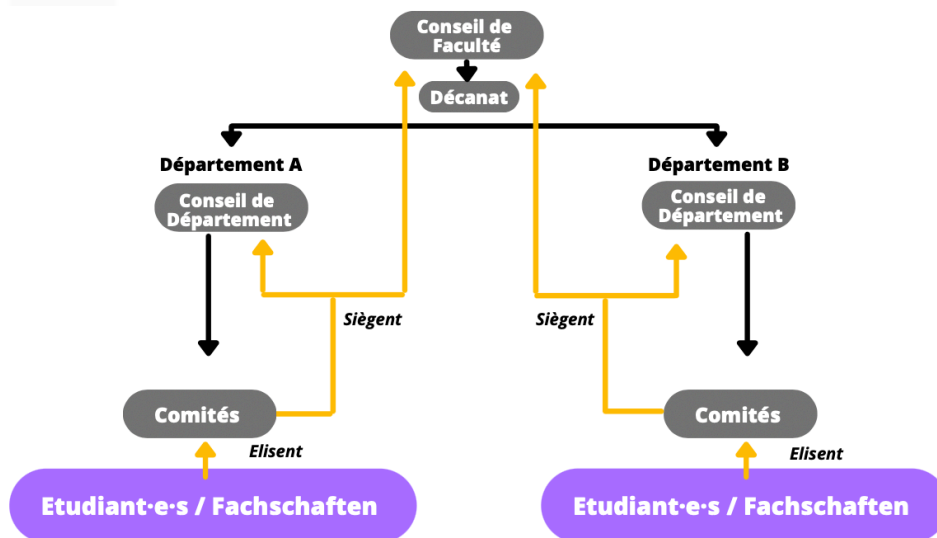 Conseil de
Faculté
Décanat
Département A
Département B
Conseil de
Département
Conseil de
Département
Siègent
Siègent
Comités
Comités
Elisent
Elisent
Etudiant·e·s / Fachschaften
Etudiant·e·s / Fachschaften